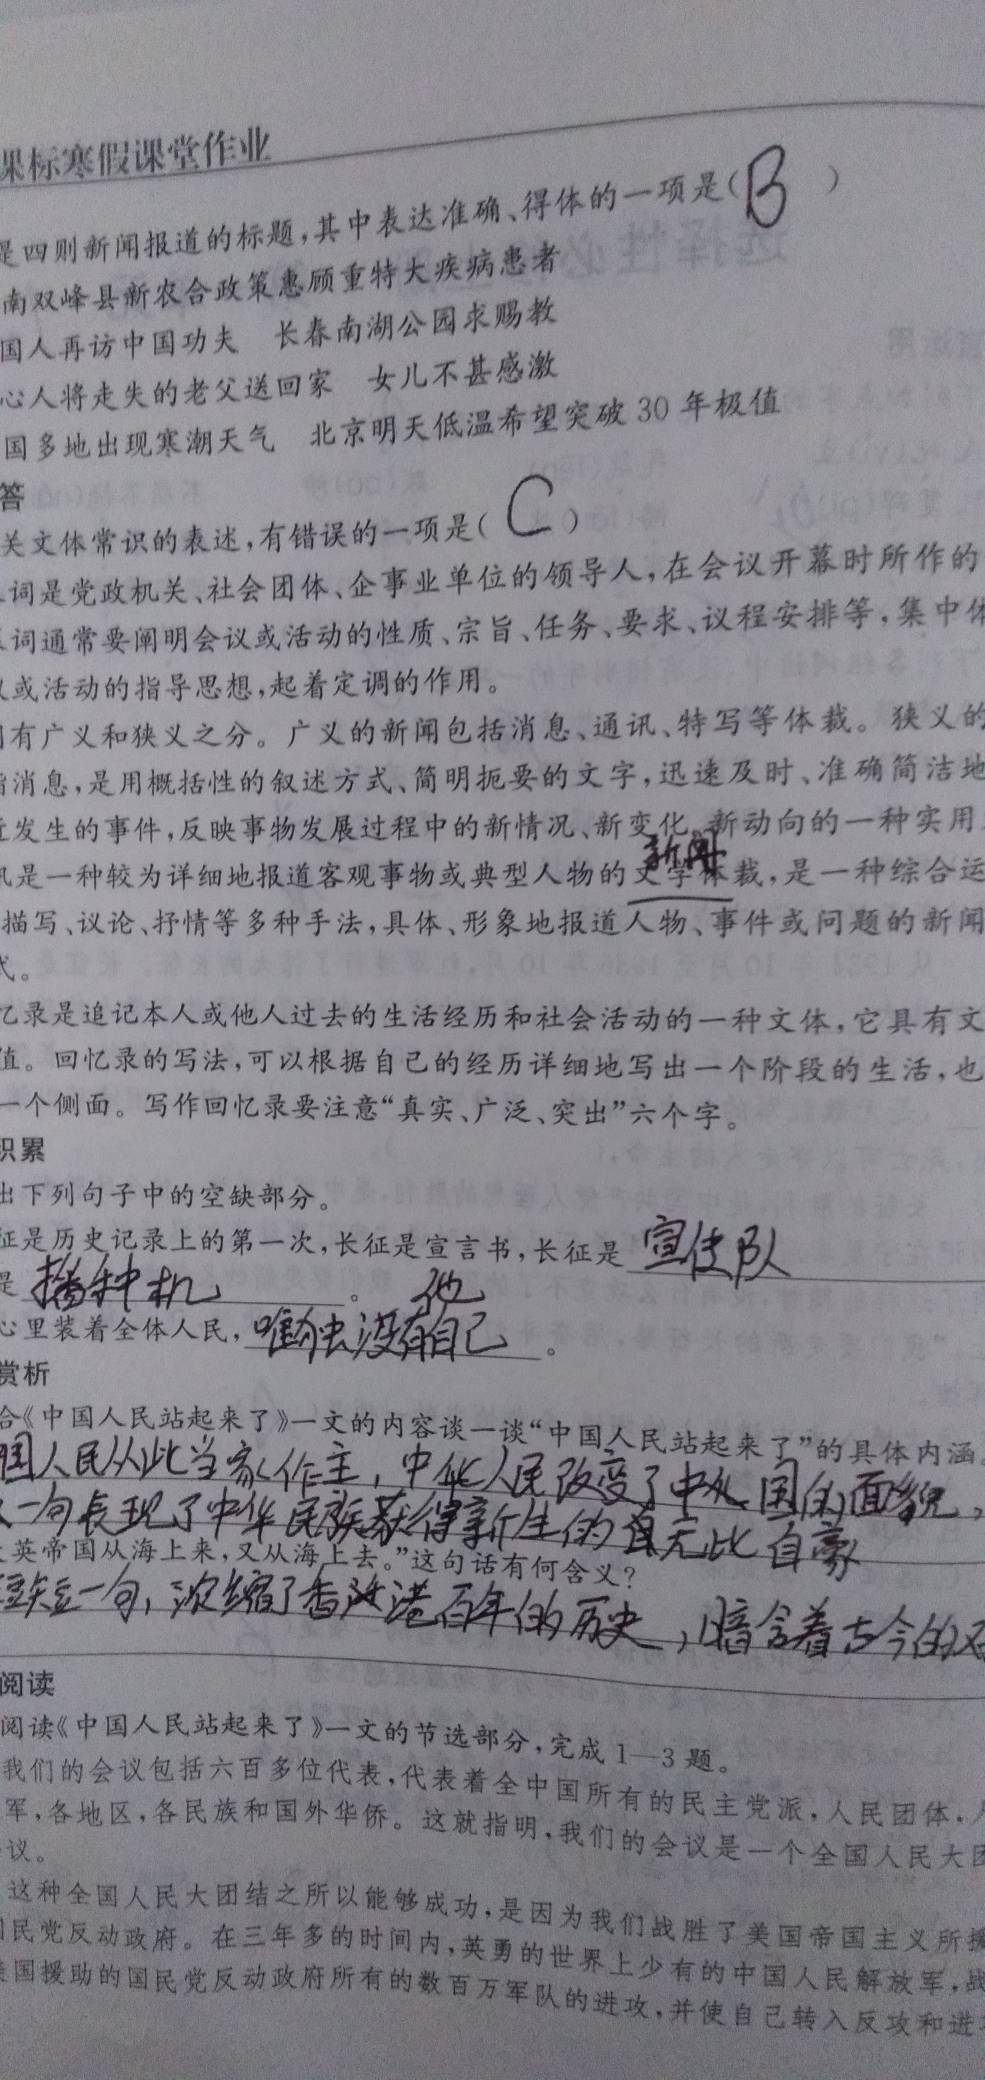 课标寒假课堂作业
是四则新闻报道的标题,其中表达准确、得体的一项是( B )
南双峰县新农合政策惠顾重特大疾病患者
国人再访中国功夫 长春南湖公园求赐教
心人将走失的老父送回家 女儿不甚感激
国多地出现寒潮天气 北京明天低温希望突破30年极值
答
关文体常识的表述,有错误的一项是( C )
词是党政机关、社会团体、企事业单位的领导人,在会议开幕时所作的
词通常要阐明会议或活动的性质、宗旨、任务、要求、议程安排等,集中体
或活动的指导思想,起着定调的作用。
有广义和狭义之分。广义的新闻包括消息、通讯、特写等体裁。狭义的
指消息,是用概括性的叙述方式、简明扼要的文字,迅速及时、准确简洁地
近发生的事件,反映事物发展过程中的新情况、新变化、新动向的一种实用
新闻
讯是一种较为详细地报道客观事物或典型人物的文学体裁,是一种综合运
描写、议论、抒情等多种手法,具体、形象地报道人物、事件或问题的新闻
式。
忆录是追记本人或他人过去的生活经历和社会活动的一种文体,它具有文
值。回忆录的写法,可以根据自己的经历详细地写出一个阶段的生活,也
一个侧面。写作回忆录要注意“真实、广泛、突出”六个字。
积累
出下列句子中的空缺部分。
征是历史记录上的第一次,长征是宣言书,长征是 宣传队
是 播种机 。 他
心里装着全体人民, 唯独没有自己 。
赏析
合《中国人民站起来了》一文的内容谈一谈“中国人民站起来了”的具体内涵。
国人民从此当家作主,中华人民改变了中国的面貌,
一句表现了中华民族获得新生的无比自豪
英帝国从海上来,又从海上去。”这句话有何含义?
短短一句,浓缩了香港百年的历史,暗含着古今的
阅读
阅读《中国人民站起来了》一文的节选部分,完成1—3题。
我们的会议包括六百多位代表,代表着全中国所有的民主党派,人民团体,人
军,各地区,各民族和国外华侨。这就指明,我们的会议是一个全国人民大团
议。
这种全国人民大团结之所以能够成功,是因为我们战胜了美国帝国主义所援
国民党反动政府。在三年多的时间内,英勇的世界上少有的中国人民解放军,战
美国援助的国民党反动政府所有的数百万军队的进攻,并使自己转入反攻和进